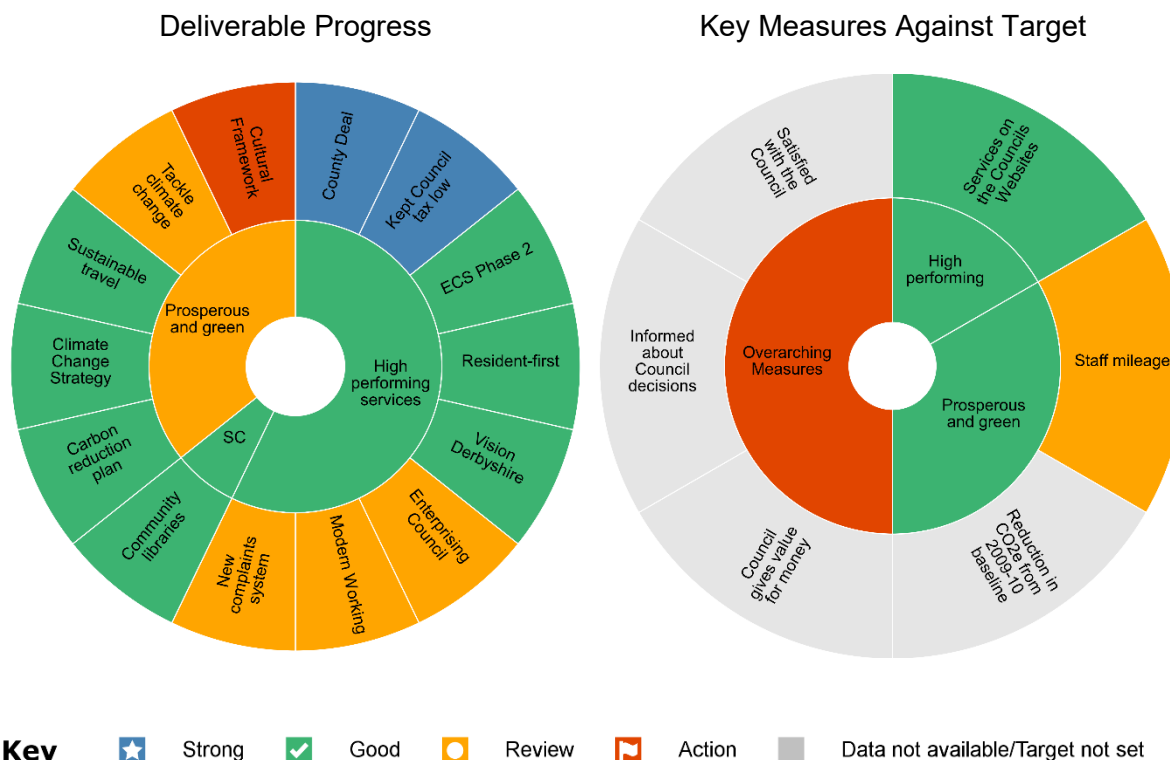 Deliverable Progress
Key Measures Against Target
Cultural
Framework
County Deal
Kept Council
tax low
ECS Phase 2
Resident-first
Vision
Derbyshire
Enterprising
Council
Modern Working
New
complaints
system
Community
libraries
Carbon
reduction
plan
Climate
Change
Strategy
Sustainable
travel
Tackle
climate
change
Prosperous
and green
High
performing
services
SC
Satisfied
with the
Council
Services on
the Councils
Websites
Staff mileage
Reduction in
CO2e from
2009-10
baseline
Council
gives value
for money
Informed
about
Council
decisions
Overarching
Measures
High
performing
Prosperous
and green
Key Strong Good Review Action Data not available/Target not set